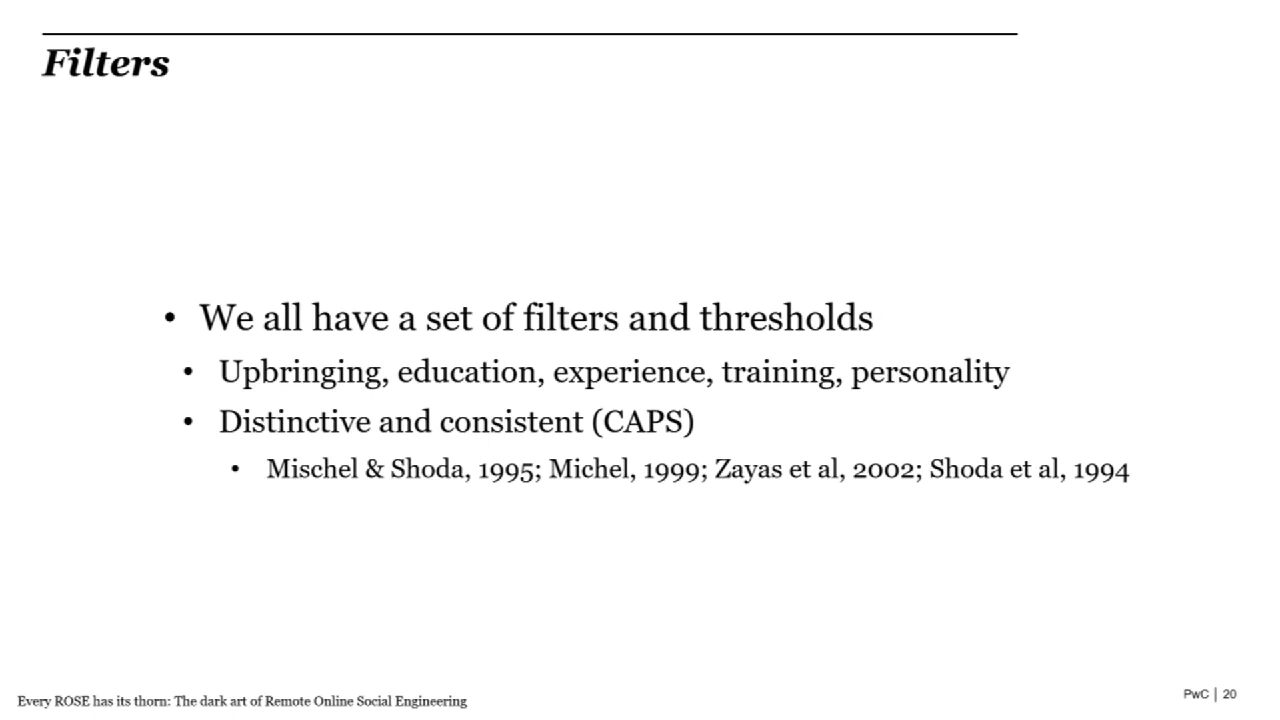 Filters
• We all have a set of filters and thresholds
• Upbringing, education, experience, training, personality
• Distinctive and consistent (CAPS)
• Mischel & Shoda, 1995; Michel, 1999; Zayas et al, 2002; Shoda et al, 1994
Every ROSE has its thorn: The dark art of Remote Online Social Engineering
PwC | 20